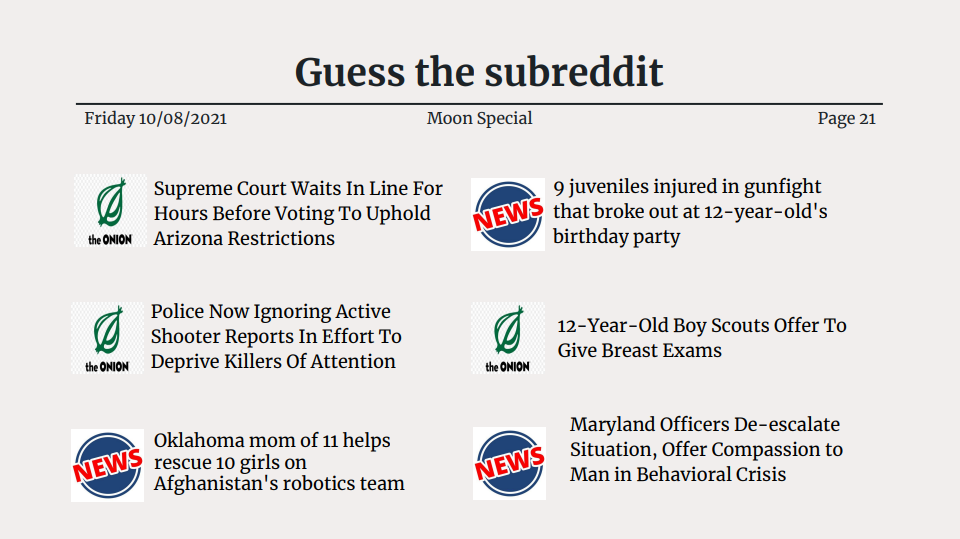 Guess the subreddit
Friday 10/08/2021
Moon Special
Page 21
the ONION
Supreme Court Waits In Line For
Hours Before Voting To Uphold
Arizona Restrictions
NEWS
9 juveniles injured in gunfight
that broke out at 12-year-old's
birthday party
the ONION
Police Now Ignoring Active
Shooter Reports In Effort To
Deprive Killers Of Attention
the ONION
12-Year-Old Boy Scouts Offer To
Give Breast Exams
NEWS
Oklahoma mom of 11 helps
rescue 10 girls on
Afghanistan's robotics team
NEWS
Maryland Officers De-escalate
Situation, Offer Compassion to
Man in Behavioral Crisis